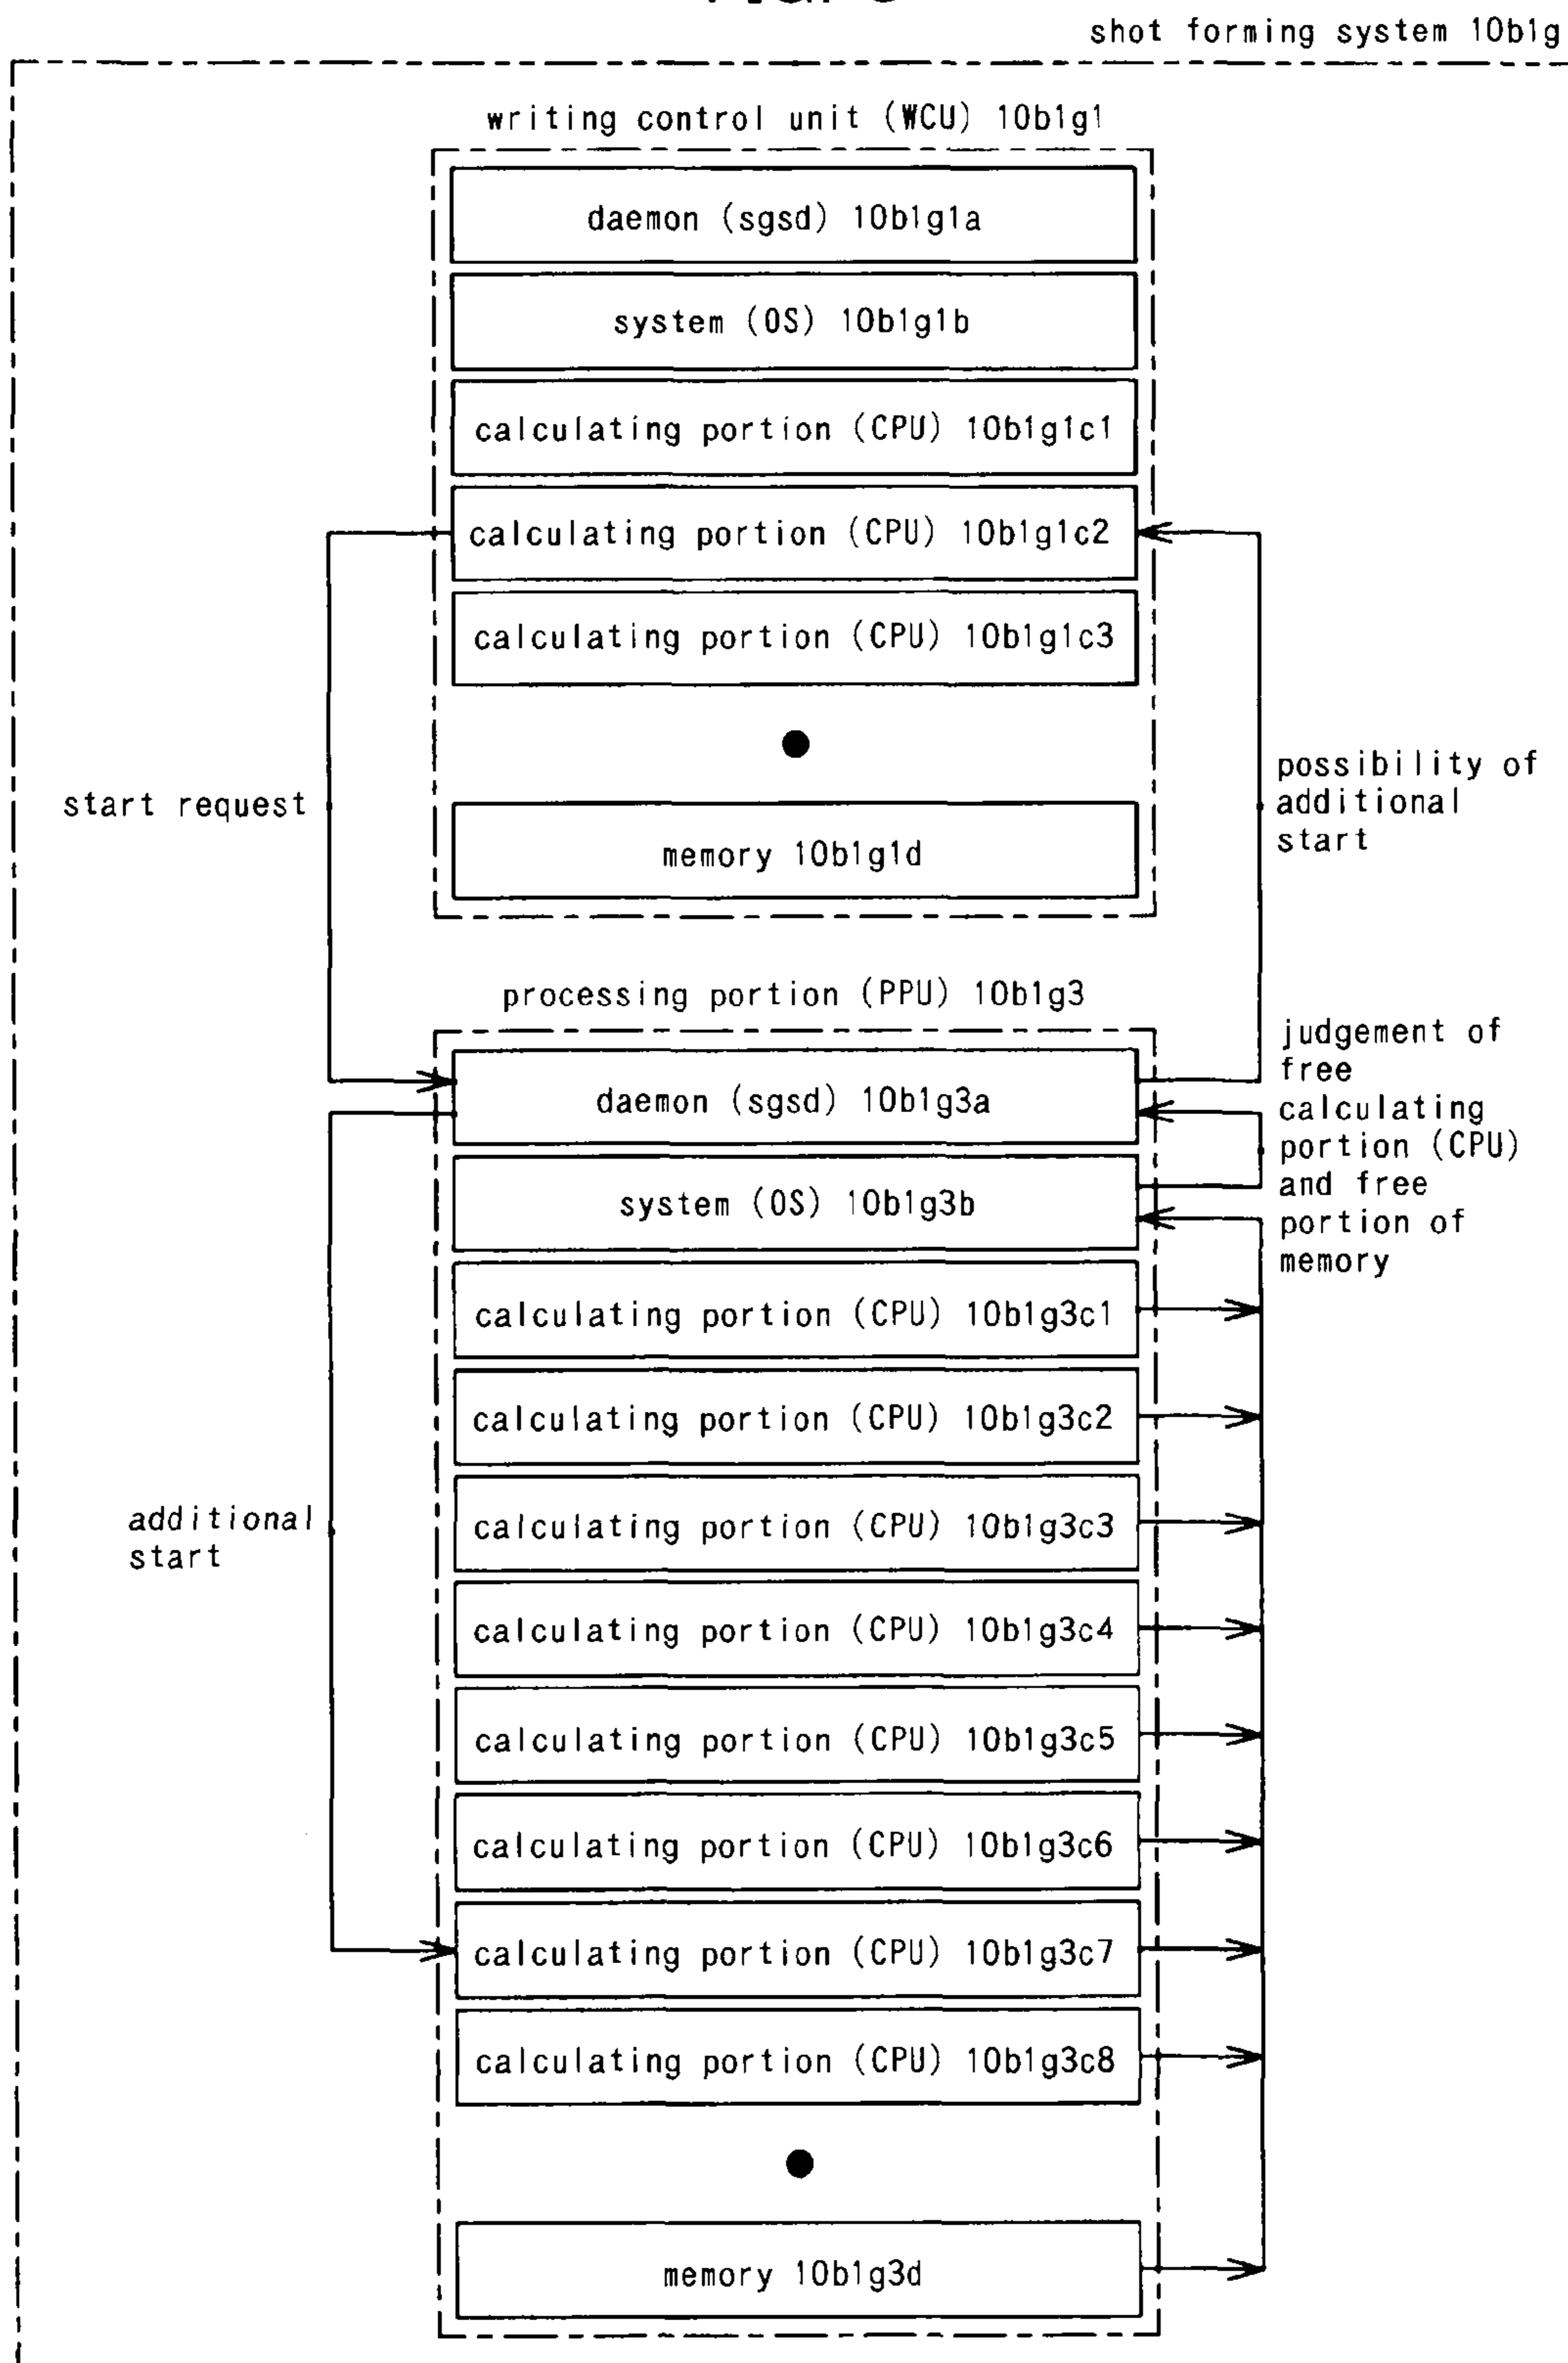 shot forming system 10b1g
writing control unit (WCU) 10b1g1
daemon (sgsd) 10b1g1a
system (OS) 10b1g1b
calculating portion (CPU) 10b1g1c1
calculating portion (CPU) 10b1g1c2
calculating portion (CPU) 10b1g1c3
start request
possibility of
additional
start
memory 10b1g1d
processing portion (PPU) 10b1g3
judgement of
free
calculating
portion (CPU)
and free
portion of
memory
daemon (sgsd) 10b1g3a
system (OS) 10b1g3b
calculating portion (CPU) 10b1g3c1
calculating portion (CPU) 10b1g3c2
additional
start
calculating portion (CPU) 10b1g3c3
calculating portion (CPU) 10b1g3c4
calculating portion (CPU) 10b1g3c5
calculating portion (CPU) 10b1g3c6
calculating portion (CPU) 10b1g3c7
calculating portion (CPU) 10b1g3c8
memory 10b1g3d